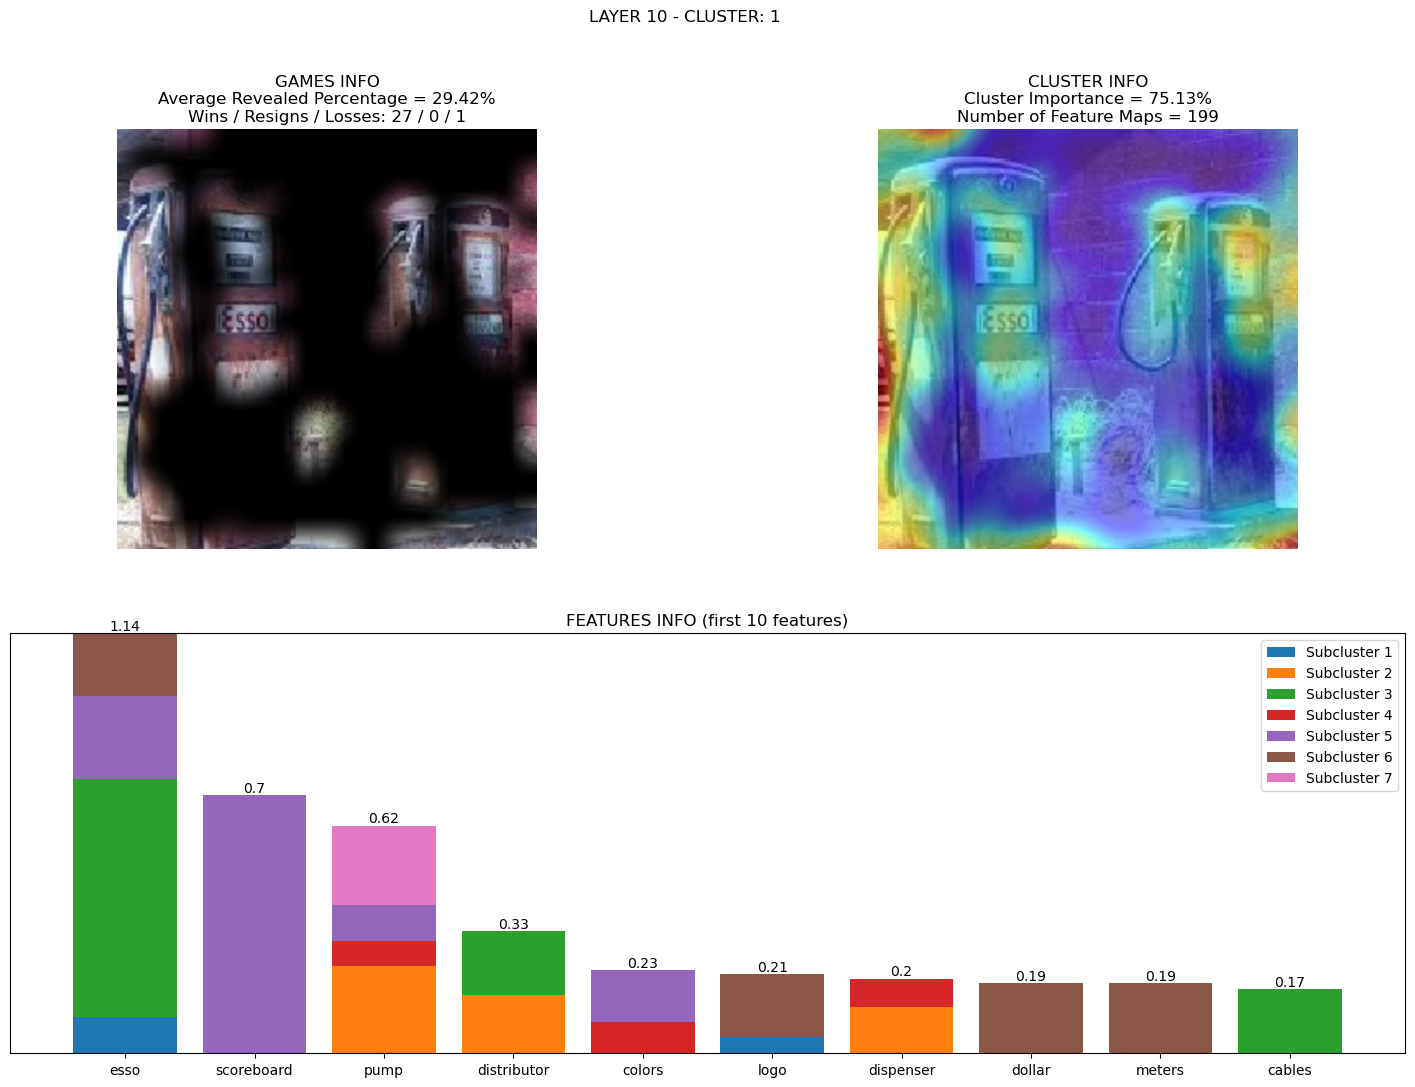 LAYER 10 - CLUSTER: 1
GAMES INFO
Average Revealed Percentage = 29.42%
Wins / Resigns / Losses: 27 / 0 / 1
CLUSTER INFO
Cluster Importance = 75.13%
Number of Feature Maps = 199
ESSO
ESSO
FEATURES INFO (first 10 features)
1.14
0.7
0.62
0.33
0.23
0.21
0.2
0.19
0.19
0.17
Subcluster 1
Subcluster 2
Subcluster 3
Subcluster 4
Subcluster 5
Subcluster 6
Subcluster 7
esso
scoreboard
pump
distributor
colors
logo
dispenser
dollar
meters
cables